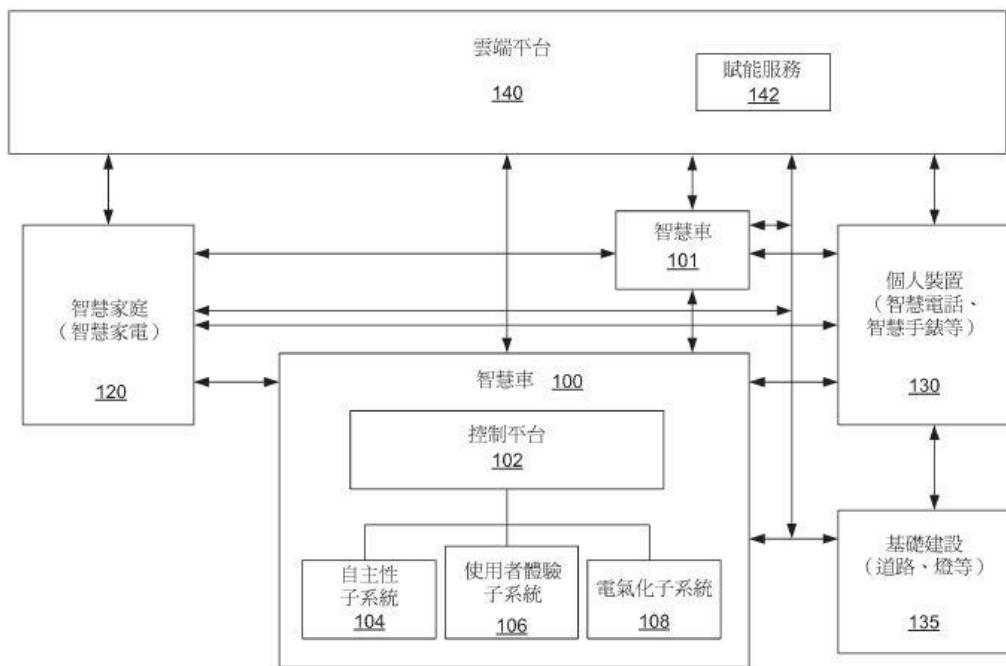 雲端平台
140
賦能服務
142
智慧車
101
智慧家庭
（智慧家電）
120
個人裝置
（智慧電話、
智慧手錶等）
130
智慧車 100
控制平台
102
自主性
子系統
104
使用者體驗
子系統
106
電氣化子系統
108
基礎建設
（道路、燈等）
135